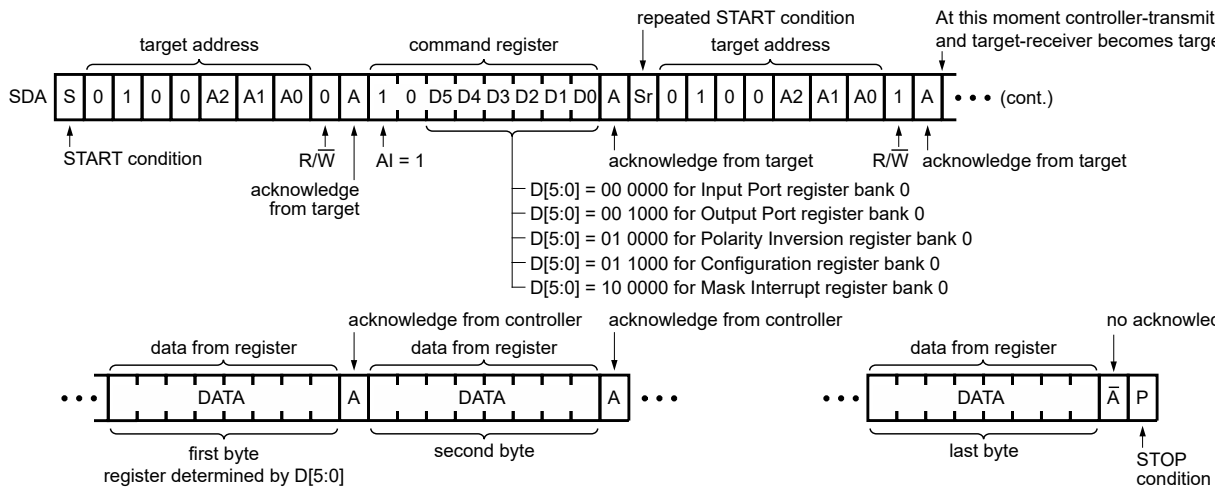 repeated START condition
At this moment controller-transmit
and target-receiver becomes targe
target address
command register
target address
SDA S 0 1 0 0 A2 A1 A0 0 A 1 0 D5 D4 D3 D2 D1 D0 A Sr 0 1 0 0 A2 A1 A0 1 A • • • (cont.)
START condition
R/W̅
AI = 1
acknowledge from target
R/W̅
acknowledge from target
acknowledge
from target
D[5:0] = 00 0000 for Input Port register bank 0
D[5:0] = 00 1000 for Output Port register bank 0
D[5:0] = 01 0000 for Polarity Inversion register bank 0
D[5:0] = 01 1000 for Configuration register bank 0
D[5:0] = 10 0000 for Mask Interrupt register bank 0
acknowledge from controller
acknowledge from controller
no acknowled
data from register
data from register
data from register
• • • DATA A DATA A • • • • • • DATA A̅ P
first byte
register determined by D[5:0]
second byte
last byte
STOP
condition